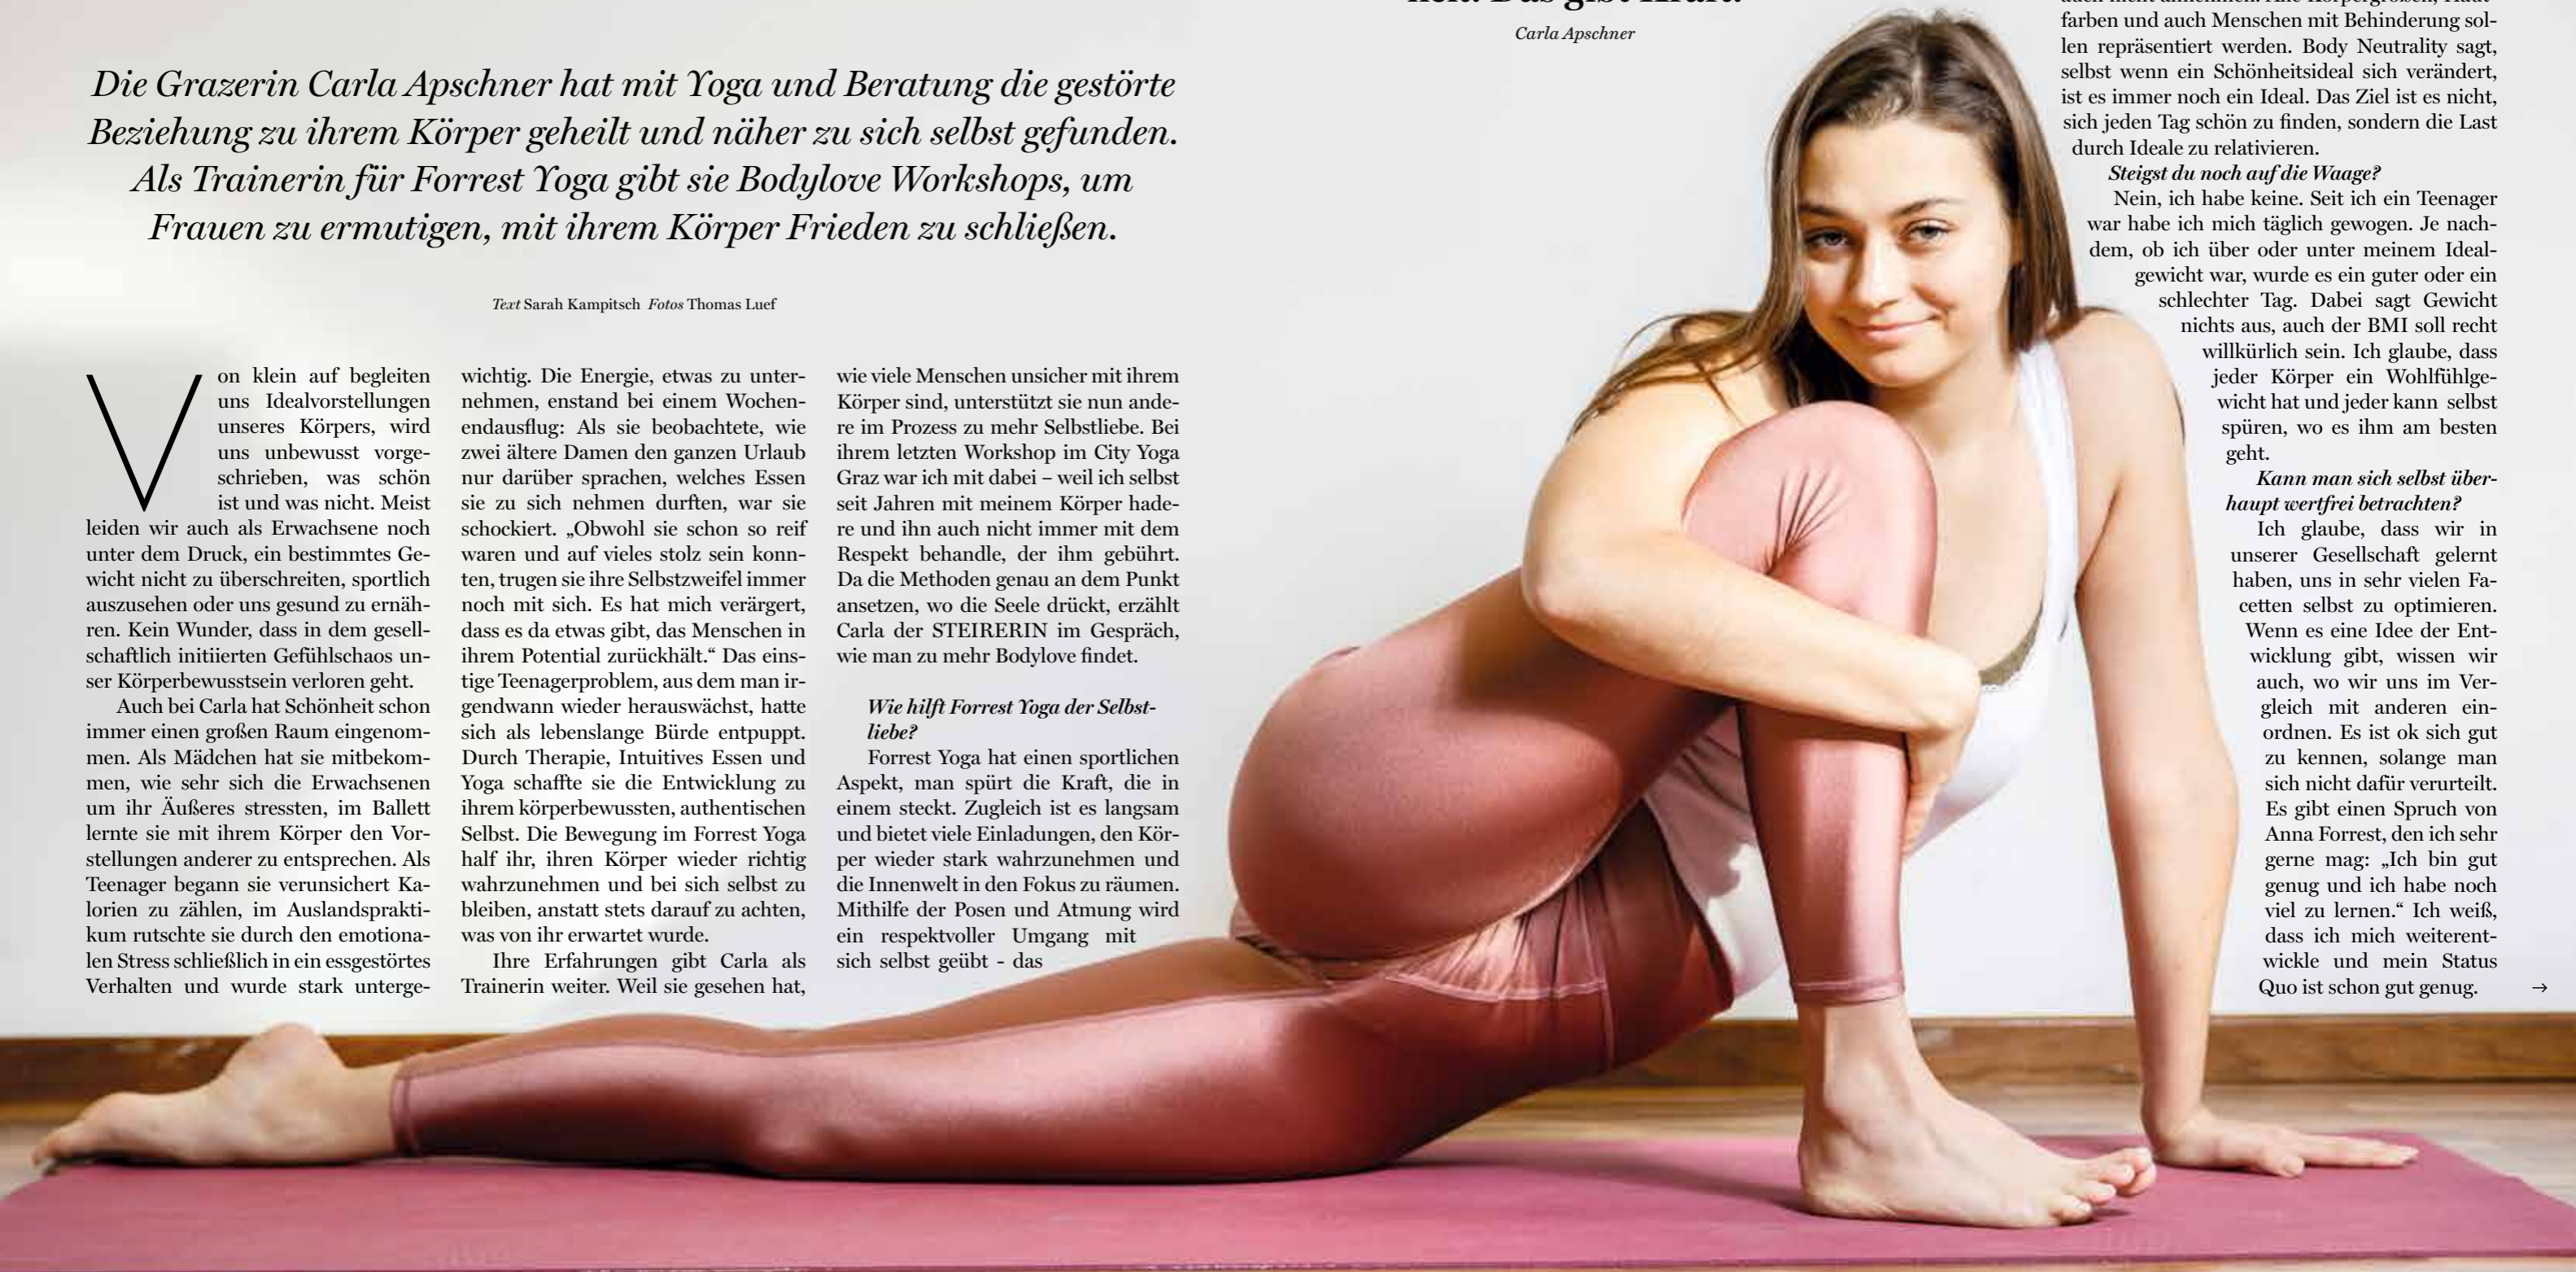 Die Grazerin Carla Apschner hat mit Yoga und Beratung die gestörte
Beziehung zu ihrem Körper geheilt und näher zu sich selbst gefunden.
Als Trainerin für Forrest Yoga gibt sie Bodylove Workshops, um
Frauen zu ermutigen, mit ihrem Körper Frieden zu schließen.
Text Sarah Kampitsch Fotos Thomas Luef
Von klein auf begleiten
uns Idealvorstellungen
unseres Körpers, wird
uns unbewusst vorge-
schrieben, was schön
ist und was nicht. Meist
leiden wir auch als Erwachsene noch
unter dem Druck, ein bestimmtes Ge-
wicht nicht zu überschreiten, sportlich
auszusehen oder uns gesund zu ernäh-
ren. Kein Wunder, dass in dem gesell-
schaftlich initiierten Gefühlschaos un-
ser Körperbewusstsein verloren geht.
Auch bei Carla hat Schönheit schon
immer einen großen Raum eingenom-
men. Als Mädchen hat sie mitbekom-
men, wie sehr sich die Erwachsenen
um ihr Äußeres stressten, im Ballett
lernte sie mit ihrem Körper den Vor-
stellungen anderer zu entsprechen. Als
Teenager begann sie verunsichert Ka-
lorien zu zählen, im Auslandsprakti-
kum rutschte sie durch den emotiona-
len Stress schließlich in ein essgestörtes
Verhalten und wurde stark unterge-
wichtig. Die Energie, etwas zu unter-
nehmen, enstand bei einem Wochen-
endausflug: Als sie beobachtete, wie
zwei ältere Damen den ganzen Urlaub
nur darüber sprachen, welches Essen
sie zu sich nehmen durften, war sie
schockiert. „Obwohl sie schon so reif
waren und auf vieles stolz sein konn-
ten, trugen sie ihre Selbstzweifel immer
noch mit sich. Es hat mich verärgert,
dass es da etwas gibt, das Menschen in
ihrem Potential zurückhält.“ Das eins-
tige Teenagerproblem, aus dem man ir-
gendwann wieder herauswächst, hatte
sich als lebenslange Bürde entpuppt.
Durch Therapie, Intuitives Essen und
Yoga schaffte sie die Entwicklung zu
ihrem körperbewussten, authentischen
Selbst. Die Bewegung im Forrest Yoga
half ihr, ihren Körper wieder richtig
wahrzunehmen und bei sich selbst zu
bleiben, anstatt stets darauf zu achten,
was von ihr erwartet wurde.
Ihre Erfahrungen gibt Carla als
Trainerin weiter. Weil sie gesehen hat,
wie viele Menschen unsicher mit ihrem
Körper sind, unterstützt sie nun ande-
re im Prozess zu mehr Selbstliebe. Bei
ihrem letzten Workshop im City Yoga
Graz war ich mit dabei – weil ich selbst
seit Jahren mit meinem Körper hade-
re und ihn auch nicht immer mit dem
Respekt behandle, der ihm gebührt.
Da die Methoden genau an dem Punkt
ansetzen, wo die Seele drückt, erzählt
Carla der STEIRERIN im Gespräch,
wie man zu mehr Bodylove findet.
Wie hilft Forrest Yoga der Selbst-
liebe?
Forrest Yoga hat einen sportlichen
Aspekt, man spürt die Kraft, die in
einem steckt. Zugleich ist es langsam
und bietet viele Einladungen, den Kör-
per wieder stark wahrzunehmen und
die Innenwelt in den Fokus zu räumen.
Mithilfe der Posen und Atmung wird
ein respektvoller Umgang mit
sich selbst geübt - das
Carla Apschner
farben und auch Menschen mit Behinderung sol-
len repräsentiert werden. Body Neutrality sagt,
selbst wenn ein Schönheitsideal sich verändert,
ist es immer noch ein Ideal. Das Ziel ist es nicht,
sich jeden Tag schön zu finden, sondern die Last
durch Ideale zu relativieren.
Steigst du noch auf die Waage?
Nein, ich habe keine. Seit ich ein Teenager
war habe ich mich täglich gewogen. Je nach-
dem, ob ich über oder unter meinem Ideal-
gewicht war, wurde es ein guter oder ein
schlechter Tag. Dabei sagt Gewicht
nichts aus, auch der BMI soll recht
willkürlich sein. Ich glaube, dass
jeder Körper ein Wohlfühlge-
wicht hat und jeder kann selbst
spüren, wo es ihm am besten
geht.
Kann man sich selbst über-
haupt wertfrei betrachten?
Ich glaube, dass wir in
unserer Gesellschaft gelernt
haben, uns in sehr vielen Fa-
cetten selbst zu optimieren.
Wenn es eine Idee der Ent-
wicklung gibt, wissen wir
auch, wo wir uns im Ver-
gleich mit anderen ein-
ordnen. Es ist ok sich gut
zu kennen, solange man
sich nicht dafür verurteilt.
Es gibt einen Spruch von
Anna Forrest, den ich sehr
gerne mag: „Ich bin gut
genug und ich habe noch
viel zu lernen.“ Ich weiß,
dass ich mich weiterent-
wickle und mein Status
Quo ist schon gut genug. →